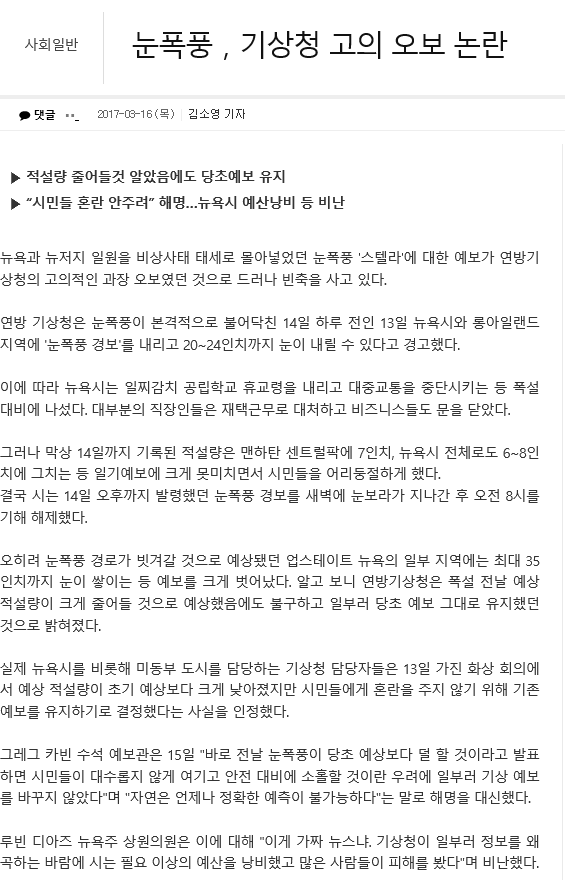 사회일반
눈폭풍 , 기상청 고의 오보 논란
댓글
2017-03-16 (목)
김소영 기자
▶ 적설량 줄어들것 알았음에도 당초예보 유지
▶ “시민들 혼란 안주려” 해명…뉴욕시 예산낭비 등 비난
뉴욕과 뉴저지 일원을 비상사태 태세로 몰아넣었던 눈폭풍 '스텔라'에 대한 예보가 연방기
상청의 고의적인 과장 오보였던 것으로 드러나 빈축을 사고 있다.
연방 기상청은 눈폭풍이 본격적으로 불어닥친 14일 하루 전인 13일 뉴욕시와 롱아일랜드
지역에 '눈폭풍 경보'를 내리고 20~24인치까지 눈이 내릴 수 있다고 경고했다.
이에 따라 뉴욕시는 일찌감치 공립학교 휴교령을 내리고 대중교통을 중단시키는 등 폭설
대비에 나섰다. 대부분의 직장인들은 재택근무로 대처하고 비즈니스들도 문을 닫았다.
그러나 막상 14일까지 기록된 적설량은 맨하탄 센트럴팍에 7인치, 뉴욕시 전체로도 6~8인
치에 그치는 등 일기예보에 크게 못미치면서 시민들을 어리둥절하게 했다.
결국 시는 14일 오후까지 발령했던 눈폭풍 경보를 새벽에 눈보라가 지나간 후 오전 8시를
기해 해제했다.
오히려 눈폭풍 경로가 빗겨갈 것으로 예상됐던 업스테이트 뉴욕의 일부 지역에는 최대 35
인치까지 눈이 쌓이는 등 예보를 크게 벗어났다. 알고 보니 연방기상청은 폭설 전날 예상
적설량이 크게 줄어들 것으로 예상했음에도 불구하고 일부러 당초 예보 그대로 유지했던
것으로 밝혀졌다.
실제 뉴욕시를 비롯해 미동부 도시를 담당하는 기상청 담당자들은 13일 가진 화상 회의에
서 예상 적설량이 초기 예상보다 크게 낮아졌지만 시민들에게 혼란을 주지 않기 위해 기존
예보를 유지하기로 결정했다는 사실을 인정했다.
그레그 카빈 수석 예보관은 15일 "바로 전날 눈폭풍이 당초 예상보다 덜 할 것이라고 발표
하면 시민들이 대수롭지 않게 여기고 안전 대비에 소홀할 것이란 우려에 일부러 기상 예보
를 바꾸지 않았다"며 "자연은 언제나 정확한 예측이 불가능하다"는 말로 해명을 대신했다.
루빈 디아즈 뉴욕주 상원의원은 이에 대해 "이게 가짜 뉴스냐. 기상청이 일부러 정보를 왜
곡하는 바람에 시는 필요 이상의 예산을 낭비했고 많은 사람들이 피해를 봤다"며 비난했다.